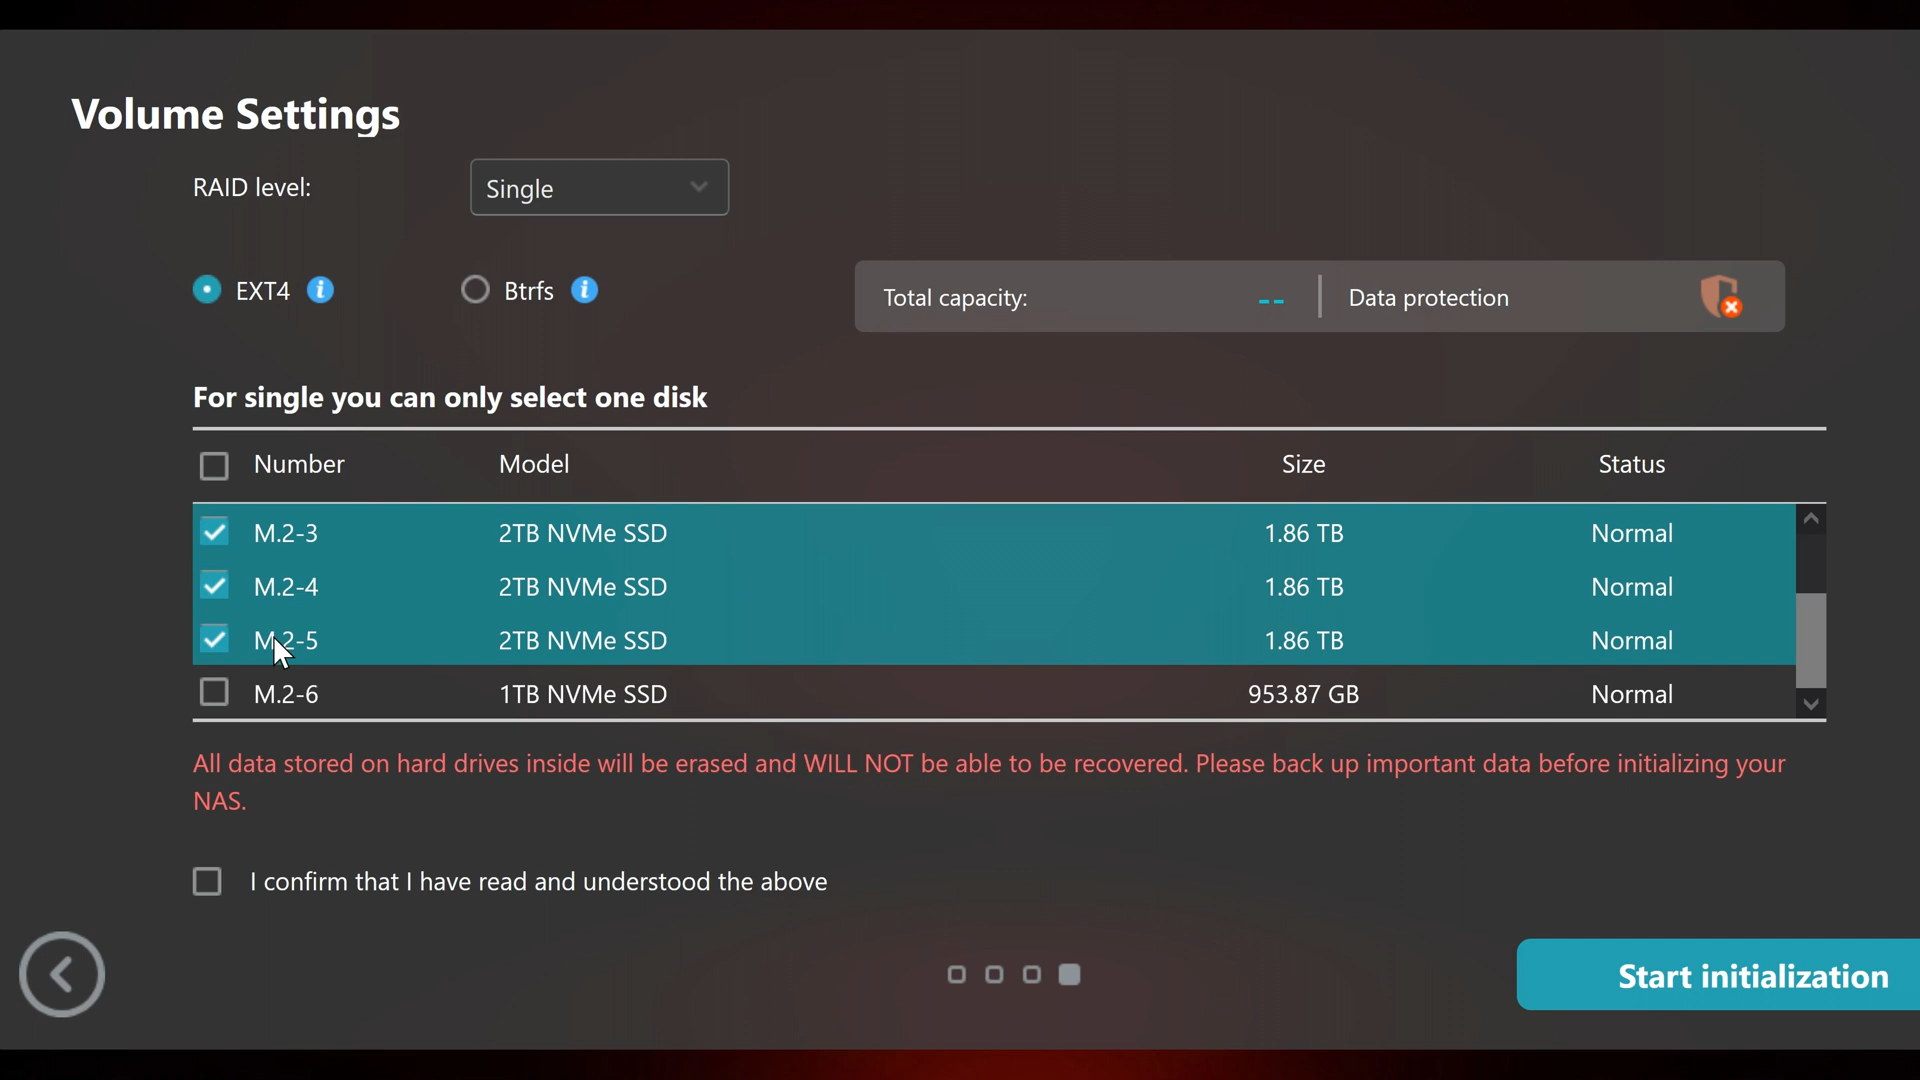 Volume Settings
RAID level:
Single
EXT4
Btrfs
Total capacity:
--
Data protection
For single you can only select one disk
Number Model Size Status
M.2-3 2TB NVMe SSD 1.86 TB Normal
M.2-4 2TB NVMe SSD 1.86 TB Normal
M.2-5 2TB NVMe SSD 1.86 TB Normal
M.2-6 1TB NVMe SSD 953.87 GB Normal
All data stored on hard drives inside will be erased and WILL NOT be able to be recovered. Please back up important data before initializing your
NAS.
I confirm that I have read and understood the above
Start initialization